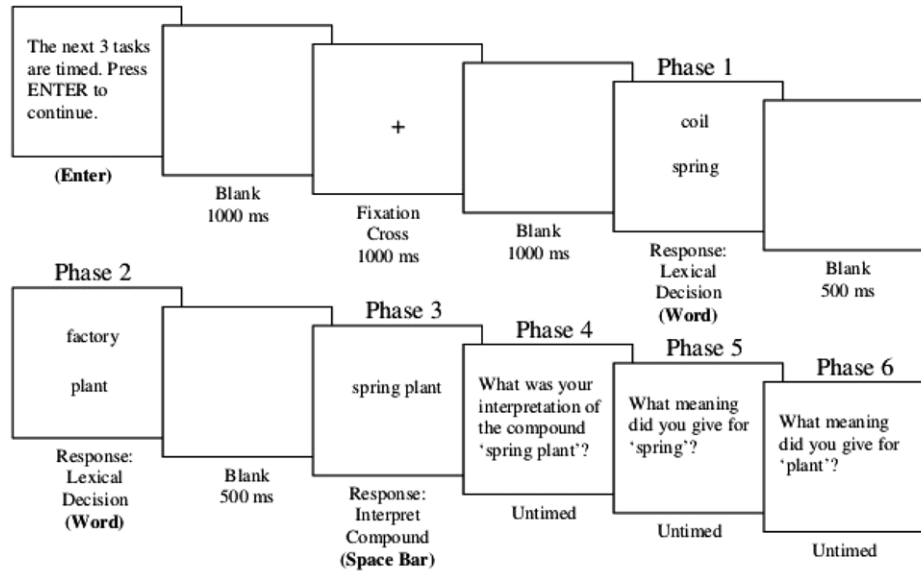 The next 3 tasks
are timed. Press
ENTER to
continue.
(Enter)
Blank
1000 ms
+
Fixation
Cross
1000 ms
Blank
1000 ms
Phase 1
coil
spring
Response:
Lexical
Decision
(Word)
Blank
500 ms
Phase 2
factory
plant
Response:
Lexical
Decision
(Word)
Blank
500 ms
Phase 3
spring plant
Response:
Interpret
Compound
(Space Bar)
Phase 4
What was your
interpretation of
the compound
‘spring plant’?
Untimed
Phase 5
What meaning
did you give for
‘spring’?
Untimed
Phase 6
What meaning
did you give for
‘plant’?
Untimed